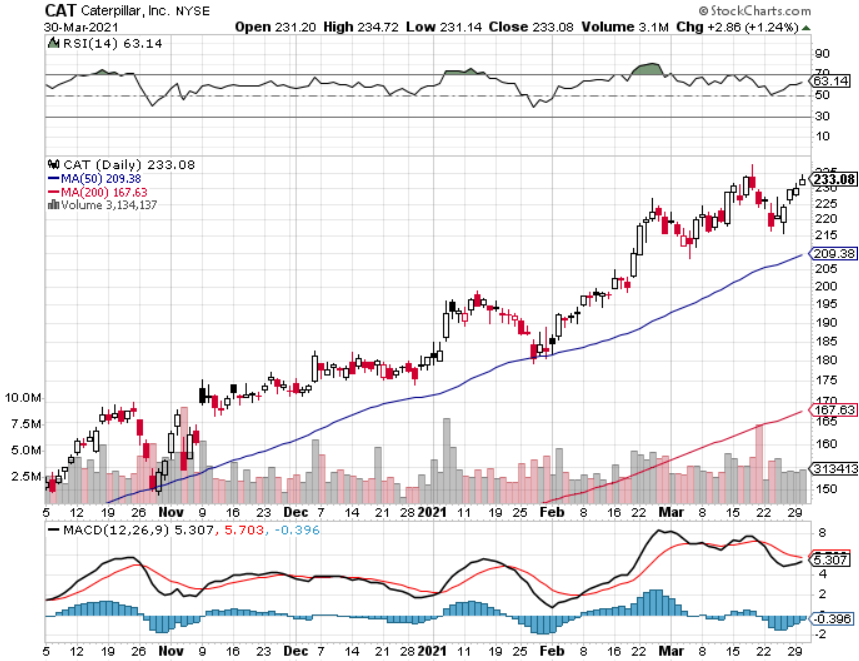 CAT Caterpillar, Inc. NYSE
© StockCharts.com
30-Mar-2021
Open 231.20 High 234.72 Low 231.14 Close 233.08 Volume 3.1M Chg +2.86 (+1.24%)
RSI(14) 63.14
90
70
63.14
50
30
10
CAT (Daily) 233.08
MA(50) 209.38
MA(200) 167.63
Volume 3,134,137
233.08
230
225
220
215
209.38
205
200
195
190
185
180
175
170
167.63
165
160
3134137
150
10.0M
7.5M
5.0M
2.5M
5 12 19 26 Nov 9 16 23 Dec 7 14 21 28 2021 11 19 25 Feb 8 16 22 Mar 8 15 22 29
MACD(12,26,9) 5.307, 5.703, -0.396
8
5.307
4
2
-0.396
-2
5 12 19 26 Nov 9 16 23 Dec 7 14 21 28 2021 11 19 25 Feb 8 16 22 Mar 8 15 22 29